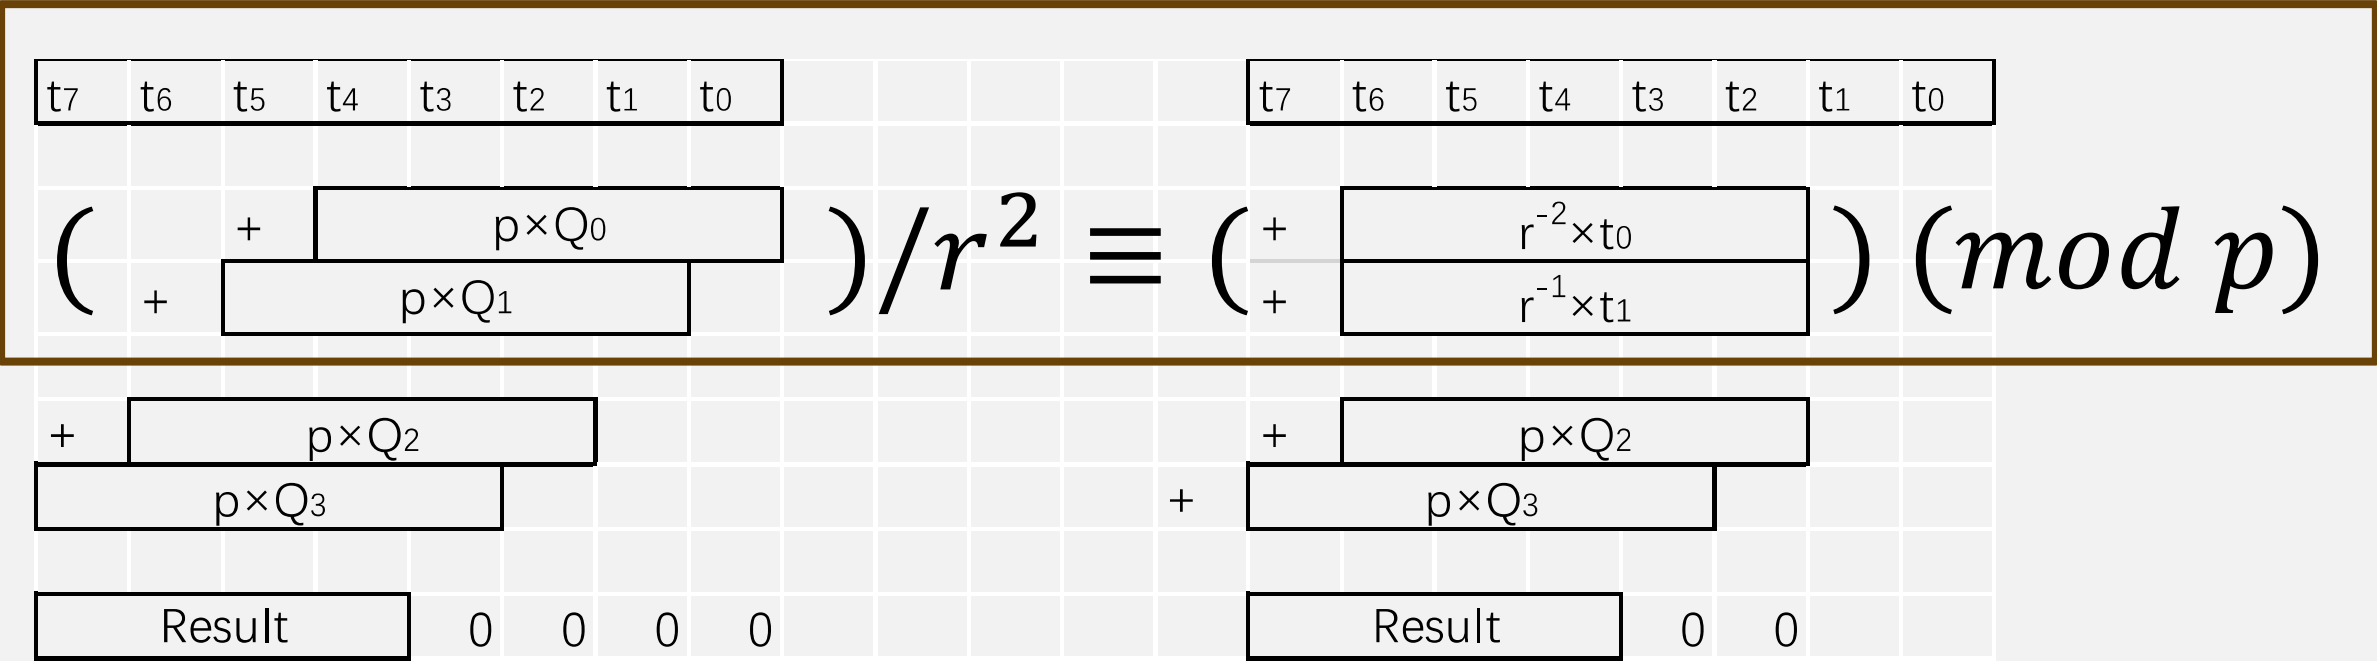 t7 t6 t5 t4 t3 t2 t1 t0 t7 t6 t5 t4 t3 t2 t1 t0
( + p×Q0 )/r² ≡ ( + r⁻²×t0 ) (mod p)
+ p×Q1 + r⁻¹×t1
+ p×Q2 + p×Q2
p×Q3 + p×Q3
Result 0 0 0 0 Result 0 0